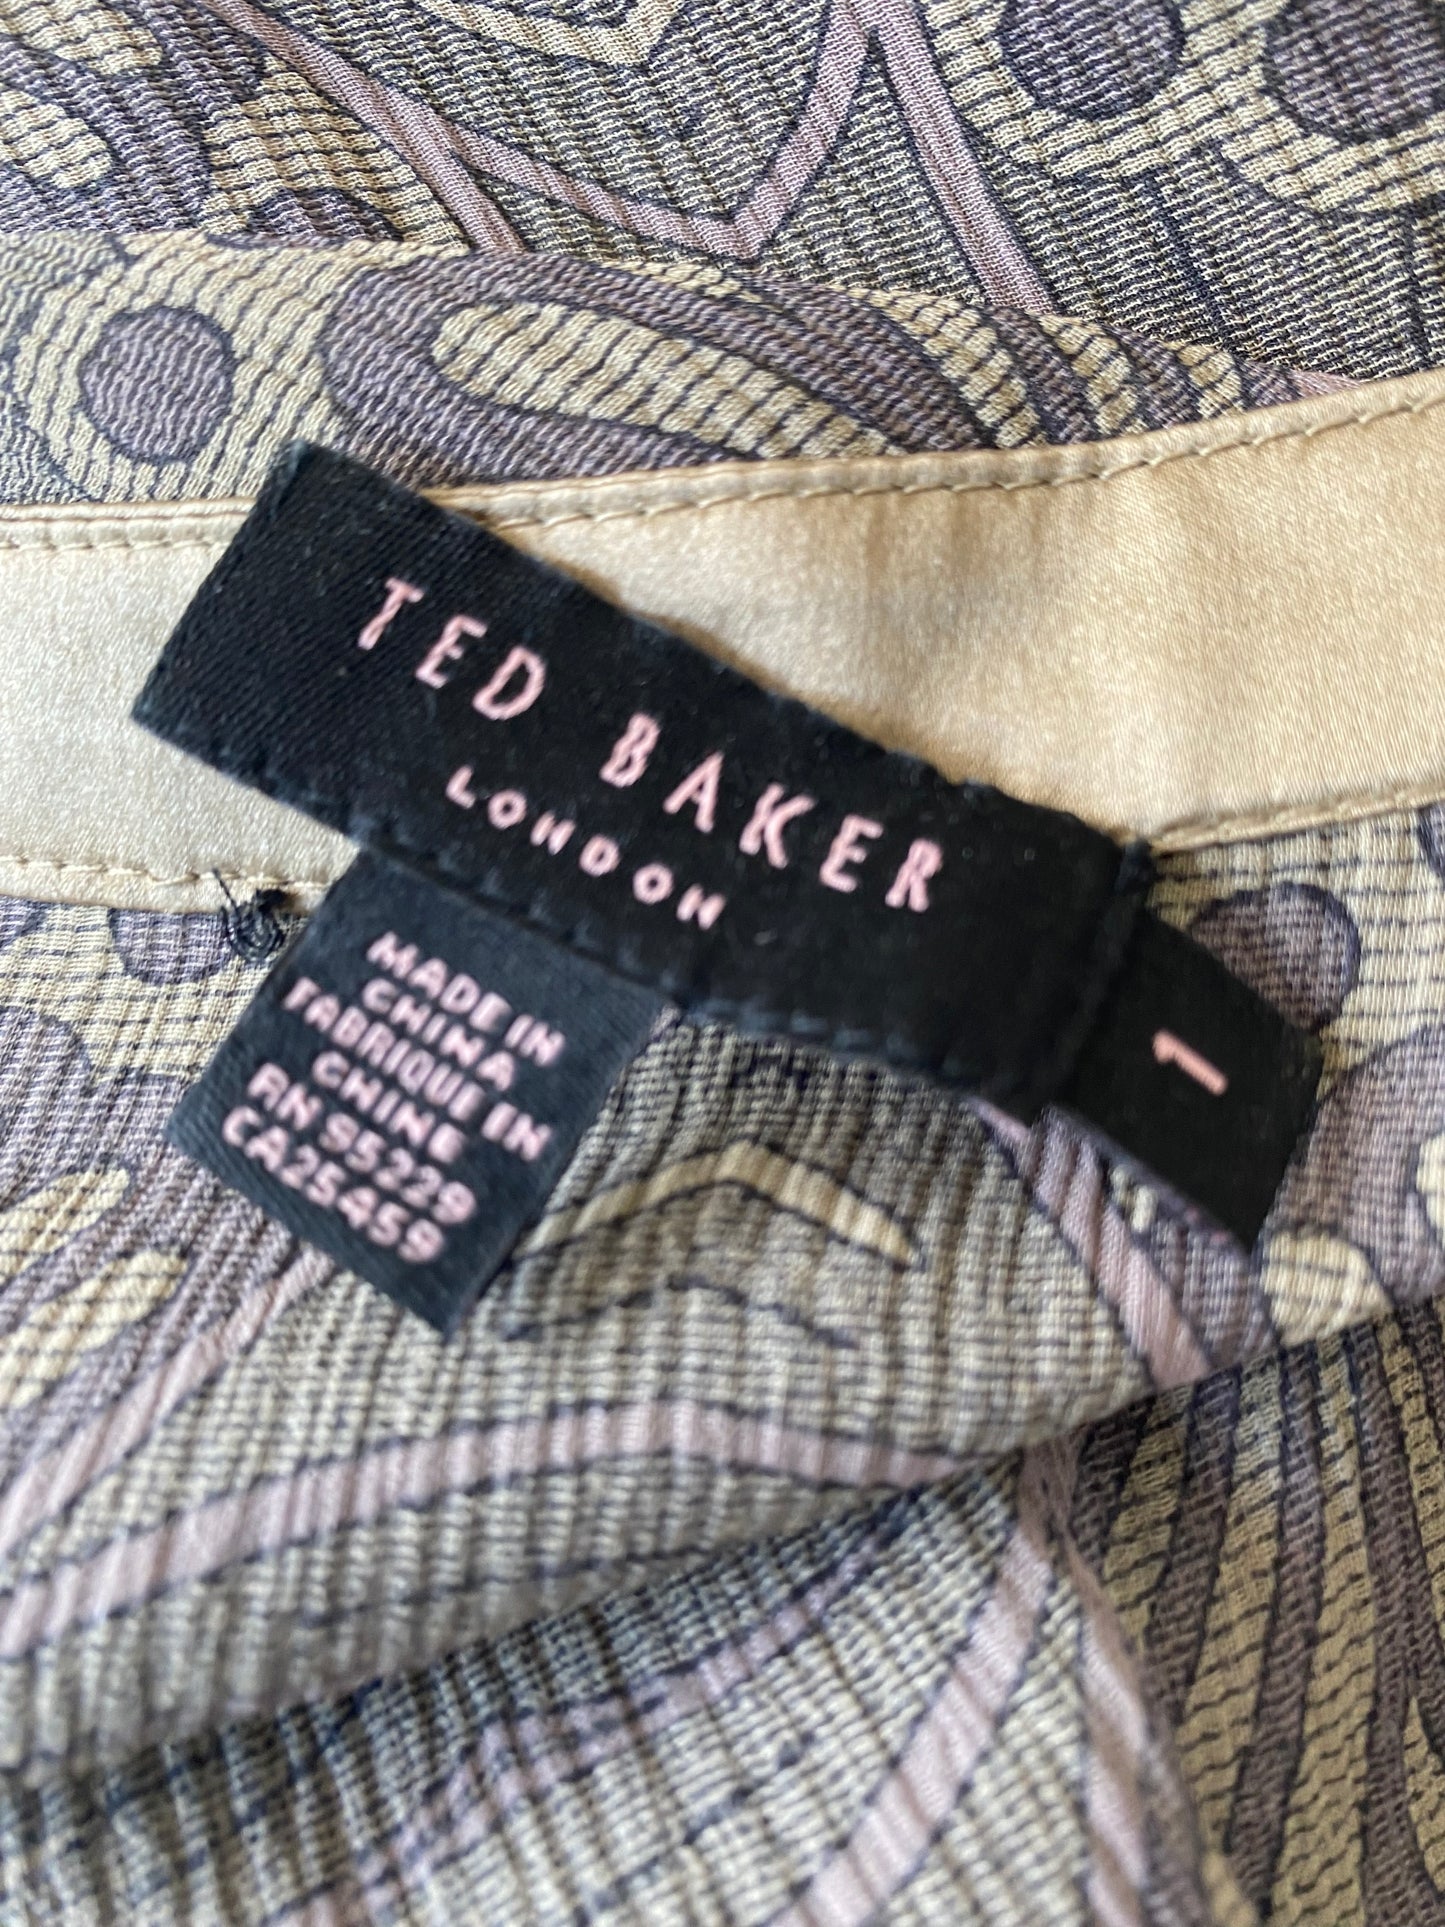 TED BAKER
LONDON
1
MADE IN
CHINA
FABRIQUE EN
CHINE
RN 95229
CA25459